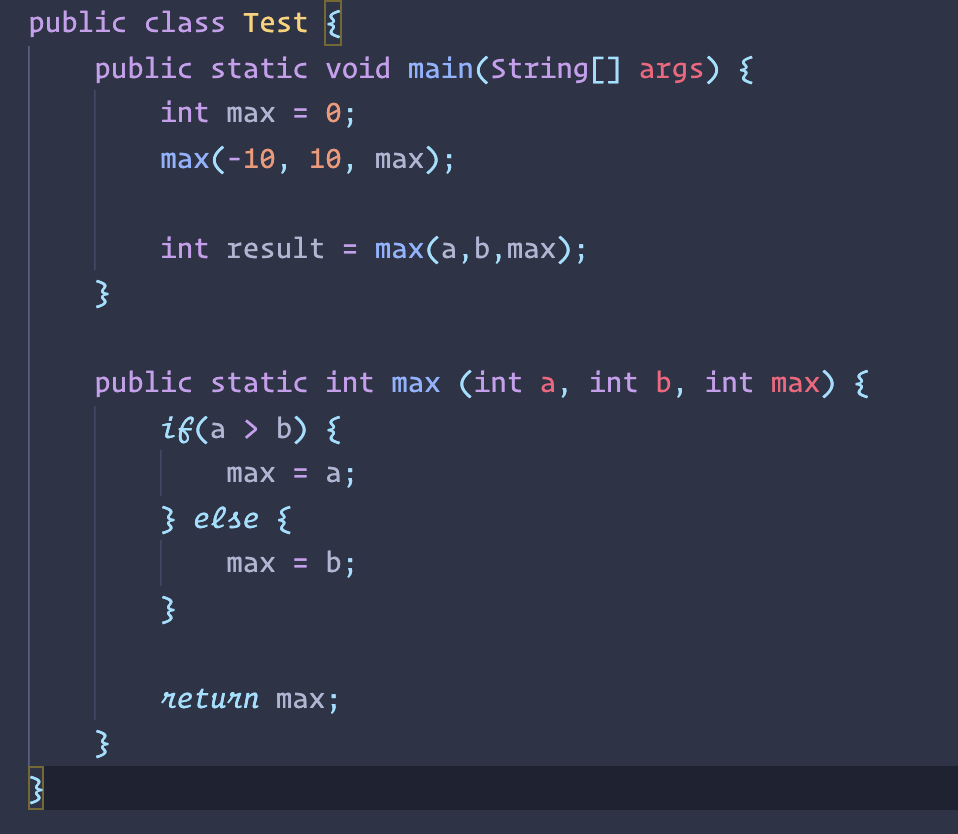 public class Test {
    public static void main(String[] args) {
        int max = 0;
        max(-10, 10, max);

        int result = max(a,b,max);
    }

    public static int max (int a, int b, int max) {
        if(a > b) {
            max = a;
        } else {
            max = b;
        }

        return max;
    }
}